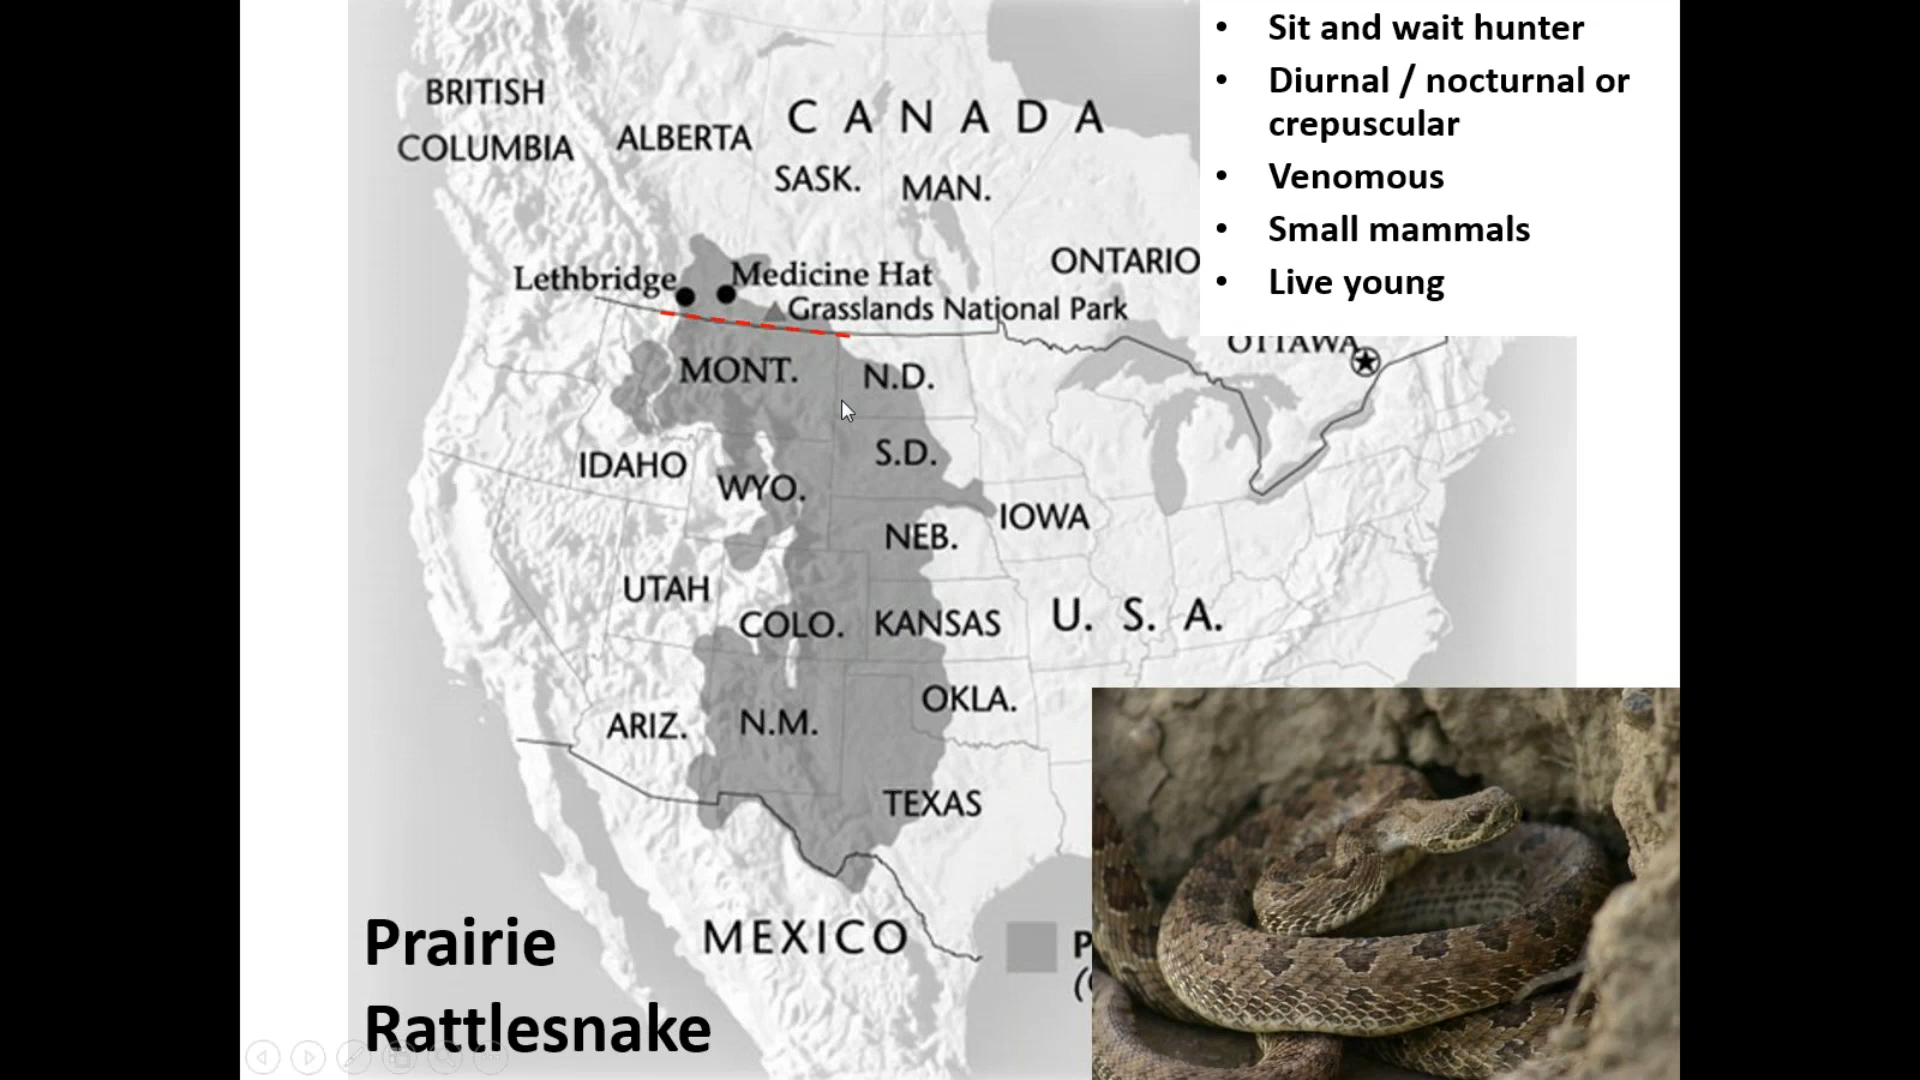 • Sit and wait hunter
• Diurnal / nocturnal or
crepuscular
• Venomous
• Small mammals
• Live young
BRITISH
COLUMBIA
ALBERTA
CANADA
SASK.
MAN.
ONTARIO
Lethbridge
Medicine Hat
Grasslands National Park
OTTAWA
MONT.
N.D.
S.D.
IDAHO
WYO.
IOWA
NEB.
UTAH
COLO.
KANSAS
U. S. A.
OKLA.
ARIZ.
N.M.
TEXAS
MEXICO
P
(
Prairie
Rattlesnake